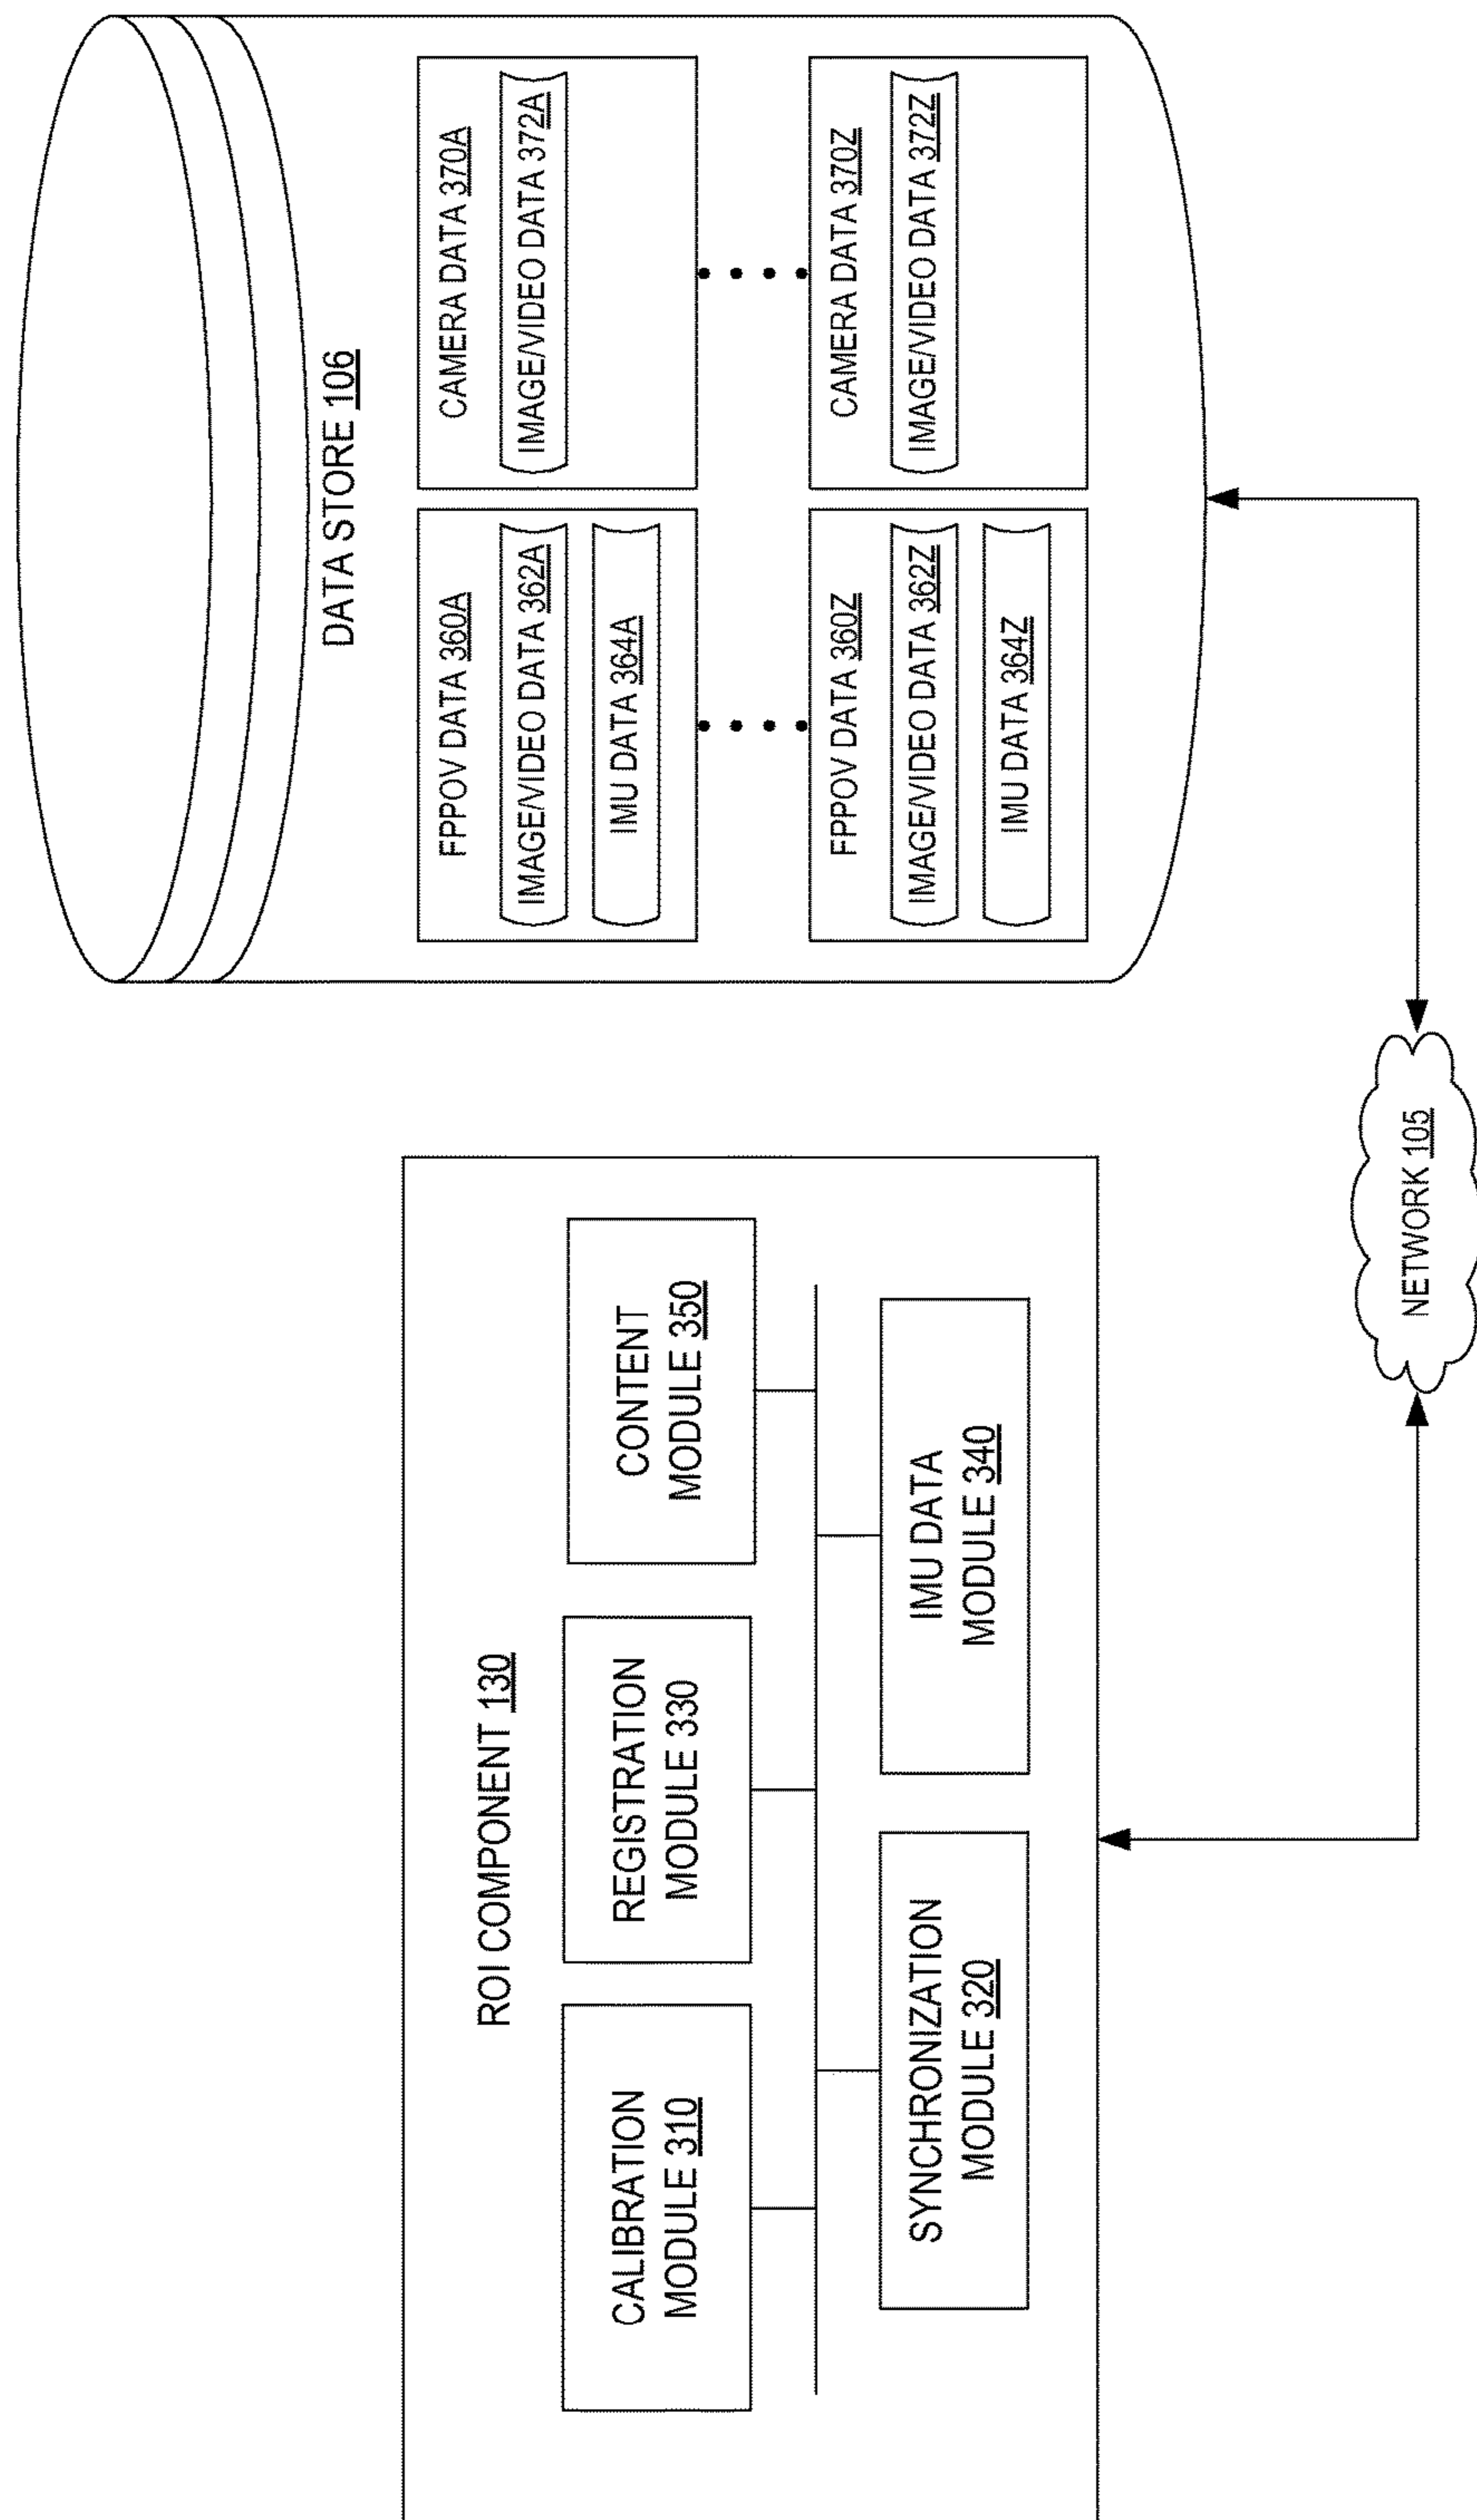 ROI COMPONENT 130
CALIBRATION
MODULE 310
REGISTRATION
MODULE 330
CONTENT
MODULE 350
SYNCHRONIZATION
MODULE 320
IMU DATA
MODULE 340
NETWORK 105
DATA STORE 106
FPPOV DATA 360A
IMAGE/VIDEO DATA 362A
IMU DATA 364A
CAMERA DATA 370A
IMAGE/VIDEO DATA 372A
FPPOV DATA 360Z
IMAGE/VIDEO DATA 362Z
IMU DATA 364Z
CAMERA DATA 370Z
IMAGE/VIDEO DATA 372Z